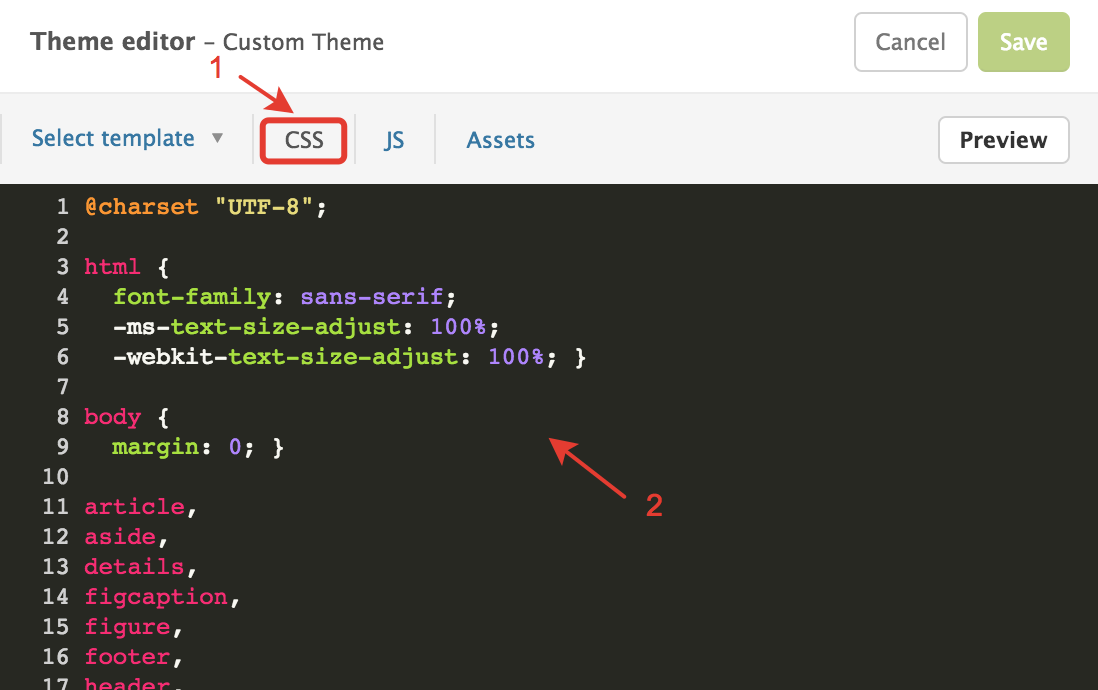 Theme editor – Custom Theme
Cancel
Save
1
Select template ▼
CSS
JS
Assets
Preview
1 @charset "UTF-8";
2
3 html {
4   font-family: sans-serif;
5   -ms-text-size-adjust: 100%;
6   -webkit-text-size-adjust: 100%; }
7
8 body {
9   margin: 0; }
10
11 article,
2
12 aside,
13 details,
14 figcaption,
15 figure,
16 footer,
17 header,